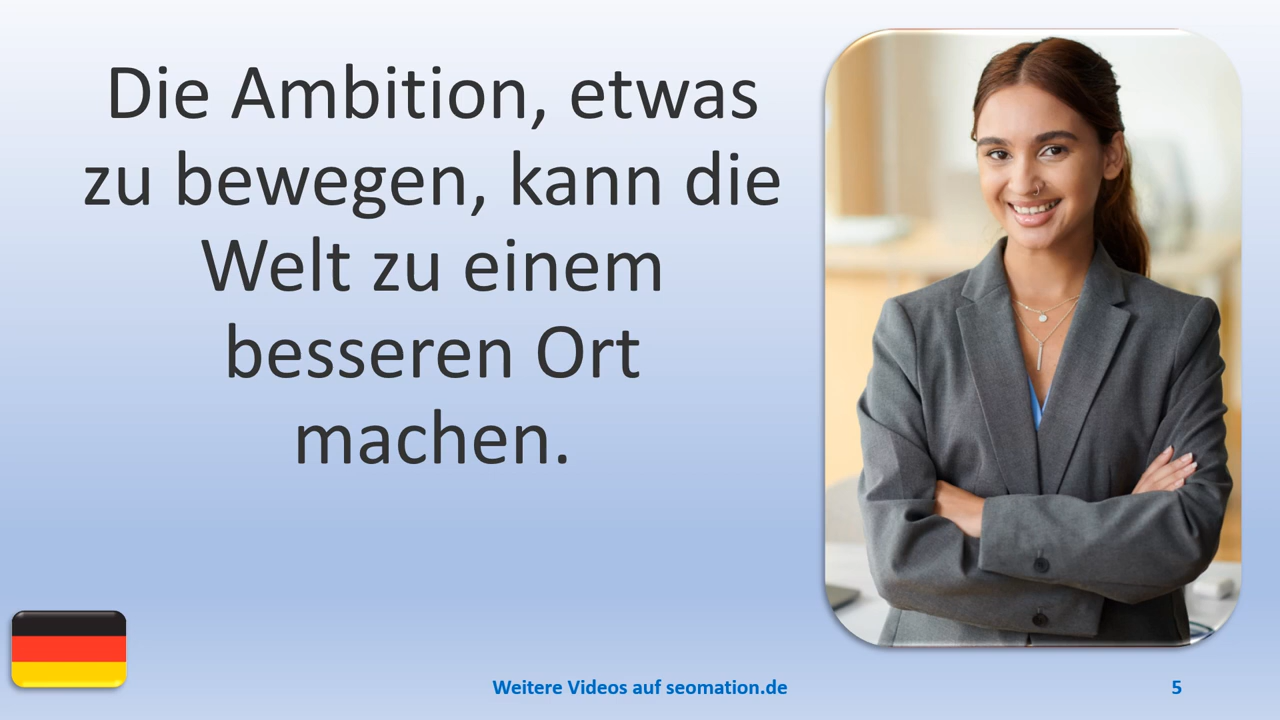 Die Ambition, etwas
zu bewegen, kann die
Welt zu einem
besseren Ort
machen.
Weitere Videos auf seomation.de
5